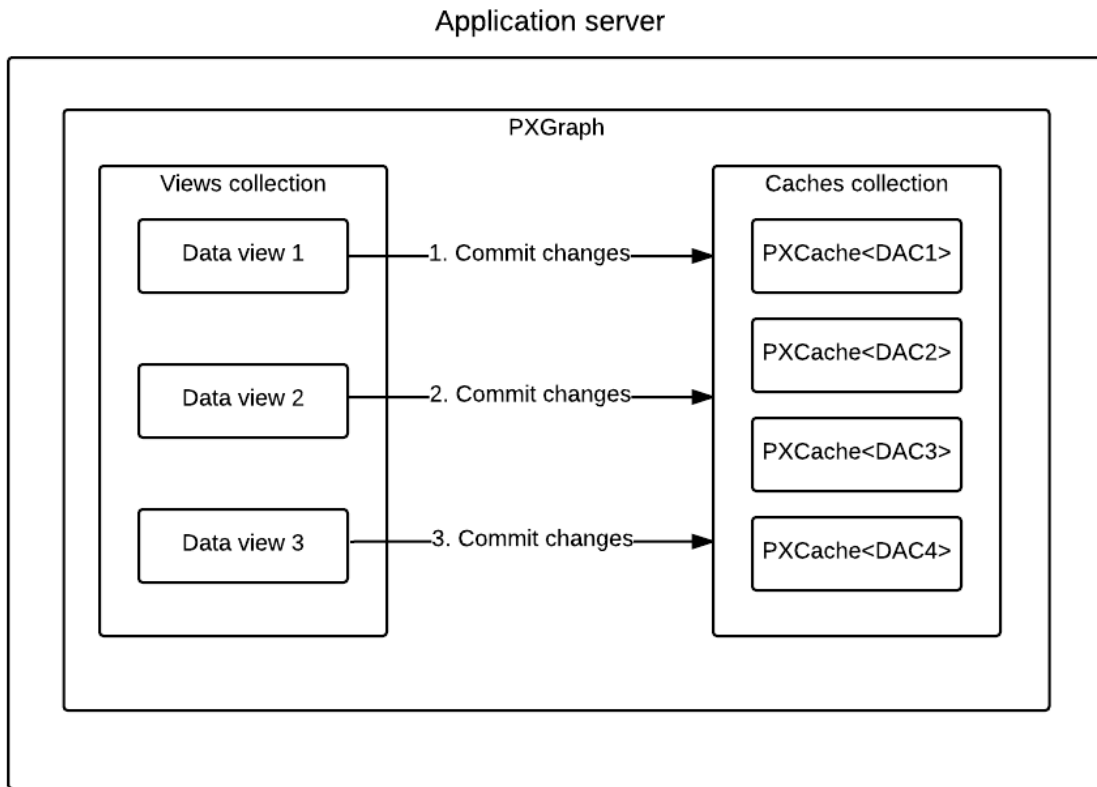 Application server
PXGraph
Views collection
Caches collection
Data view 1
1. Commit changes
PXCache<DAC1>
PXCache<DAC2>
Data view 2
2. Commit changes
PXCache<DAC3>
Data view 3
3. Commit changes
PXCache<DAC4>